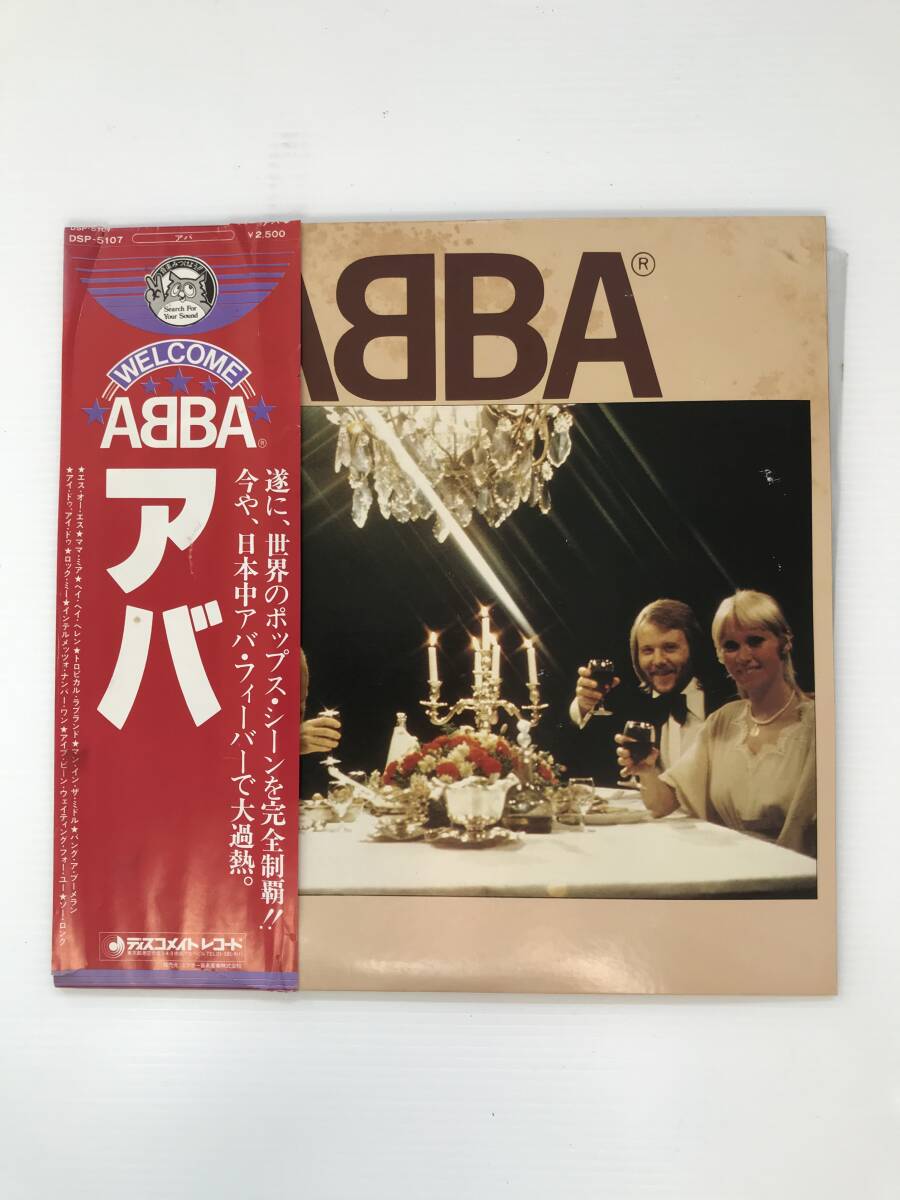 DSP-5107
アバ
¥2,500
Search For
Your Sound
WELCOME
ABBA®
アバ
遂に、世界のポップス・シーンを完全制覇!!
今や、日本中アバ・フィーバーで大過熱。
★エス・オー・エス★ママ・ミア★ヘイ・ヘイ・ヘレン★トロピカル・ラブランド★マン・イン・ザ・ミドル★バング・ア・ブーメラン
★アイ・ドゥ、アイ・ドゥ★ロック・ミー★インテルメッツォ・ナンバー・ワン★アイブ・ビーン・ウェイティング・フォー・ユー★ソー・ロング
ディスコメイトレコード
ABBA®